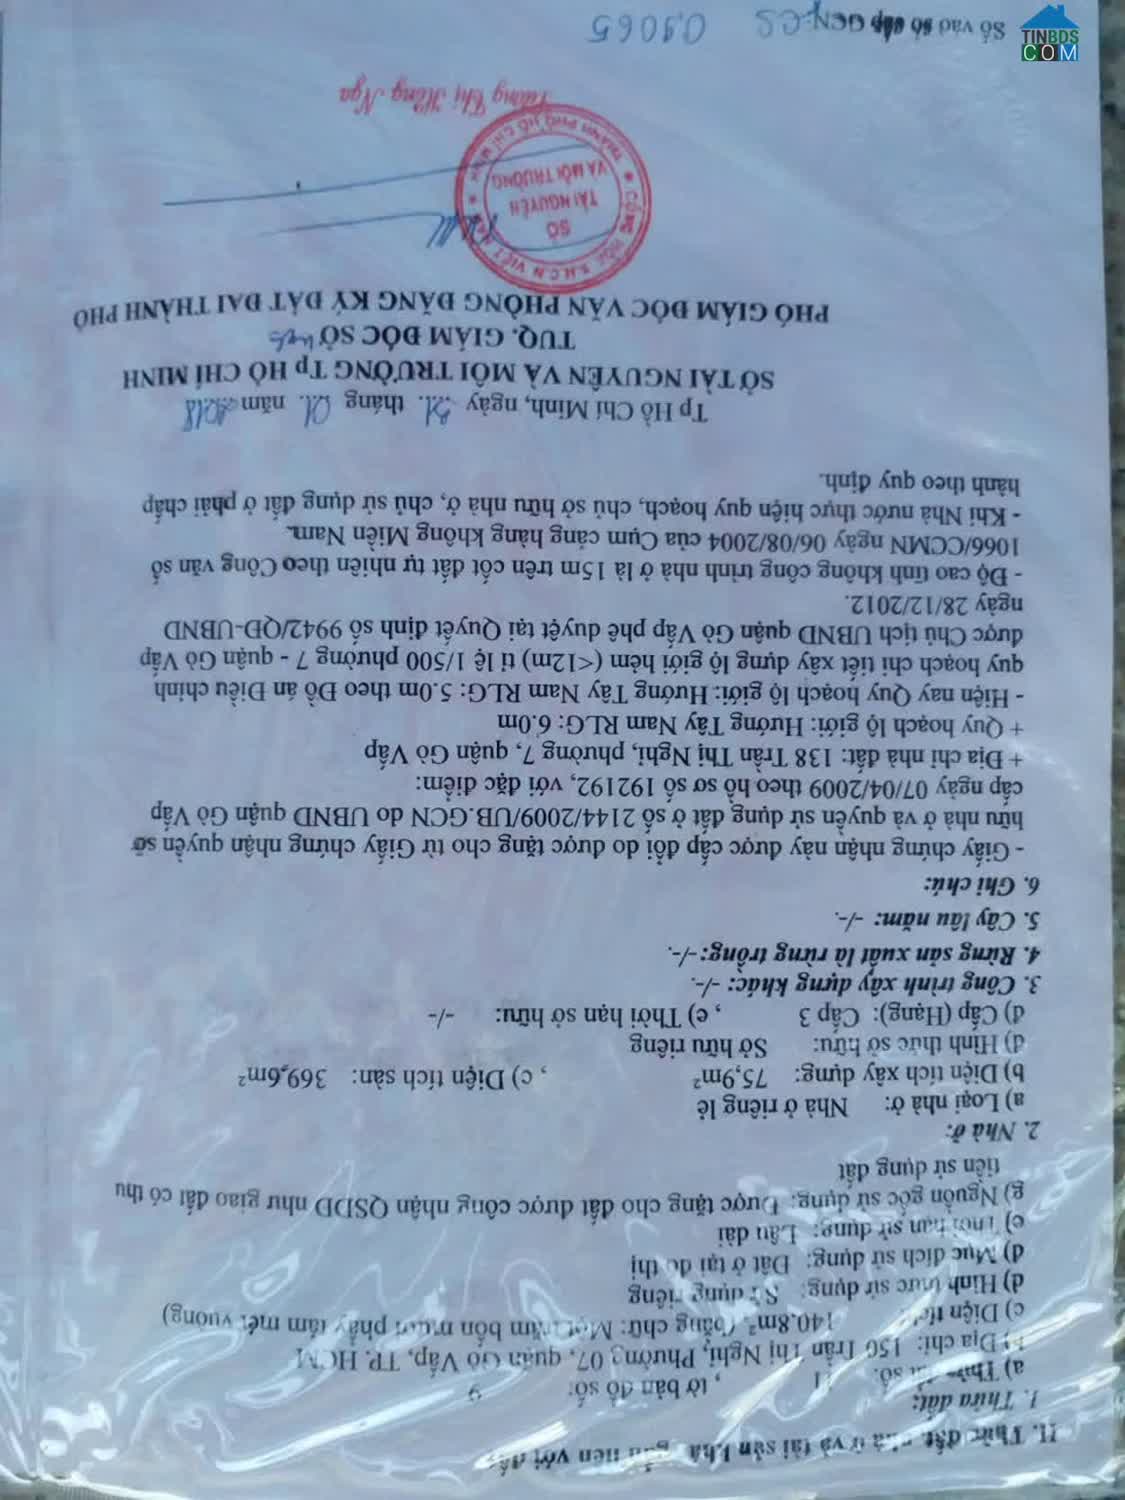 II. Thửa đất, nhà ở và tài sản khác gắn liền với đất
1. Thửa đất:
a) Thửa đất số: , tờ bản đồ số: 9
b) Địa chỉ: 150 Trần Thị Nghỉ, Phường 07, quận Gò Vấp, TP. HCM
c) Diện tích: 140.8m², (bằng chữ: Một trăm bốn mươi phẩy tám mét vuông)
d) Hình thức sử dụng: Sử dụng riêng
đ) Mục đích sử dụng: Đất ở tại đô thị
e) Thời hạn sử dụng: Lâu dài
g) Nguồn gốc sử dụng: Được tặng cho đất được công nhận QSDĐ như giao đất có thu
tiền sử dụng đất
2. Nhà ở:
a) Loại nhà ở: Nhà ở riêng lẻ
b) Diện tích xây dựng: 75,9m² , c) Diện tích sàn: 369,6m²
d) Hình thức sở hữu: Sở hữu riêng
đ) Cấp (Hạng): Cấp 3 , e) Thời hạn sở hữu: -/-
3. Công trình xây dựng khác: -/-.
4. Rừng sản xuất là rừng trồng: -/-.
5. Cây lâu năm: -/-.
6. Ghi chú:
- Giấy chứng nhận này được cấp đổi do được tặng cho từ Giấy chứng nhận quyền sở
hữu nhà ở và quyền sử dụng đất ở số 2144/2009/UB.GCN do UBND quận Gò Vấp
cấp ngày 07/04/2009 theo hồ sơ số 192192, với đặc điểm:
+ Địa chỉ nhà đất: 138 Trần Thị Nghỉ, phường 7, quận Gò Vấp
+ Quy hoạch lộ giới: Hướng Tây Nam RLG: 6.0m
- Hiện nay Quy hoạch lộ giới: Hướng Tây Nam RLG: 5.0m theo Đồ án Điều chỉnh
quy hoạch chi tiết xây dựng lộ giới hẻm (<12m) tỉ lệ 1/500 phường 7 - quận Gò Vấp
được Chủ tịch UBND quận Gò Vấp phê duyệt tại Quyết định số 9942/QĐ-UBND
ngày 28/12/2012.
- Độ cao tĩnh không công trình nhà ở là 15m trên cốt đất tự nhiên theo Công văn số
1066/CCMN ngày 06/08/2004 của Cụm cảng hàng không Miền Nam.
- Khi Nhà nước thực hiện quy hoạch, chủ sở hữu nhà ở, chủ sử dụng đất ở phải chấp
hành theo quy định.
Tp Hồ Chí Minh, ngày tháng 01. năm 2018
SỞ TÀI NGUYÊN VÀ MÔI TRƯỜNG Tp HỒ CHÍ MINH
TUQ. GIÁM ĐỐC SỞ
PHÓ GIÁM ĐỐC VĂN PHÒNG ĐĂNG KÝ ĐẤT ĐAI THÀNH PHỐ
CỘNG HÒA X.H.C.N VIỆT NAM
SỞ
TÀI NGUYÊN
VÀ MÔI TRƯỜNG
THÀNH PHỐ HỒ CHÍ MINH
Thị Hồng Nga
Số vào sổ cấp GCN: CS 09065
TINBDS
COM